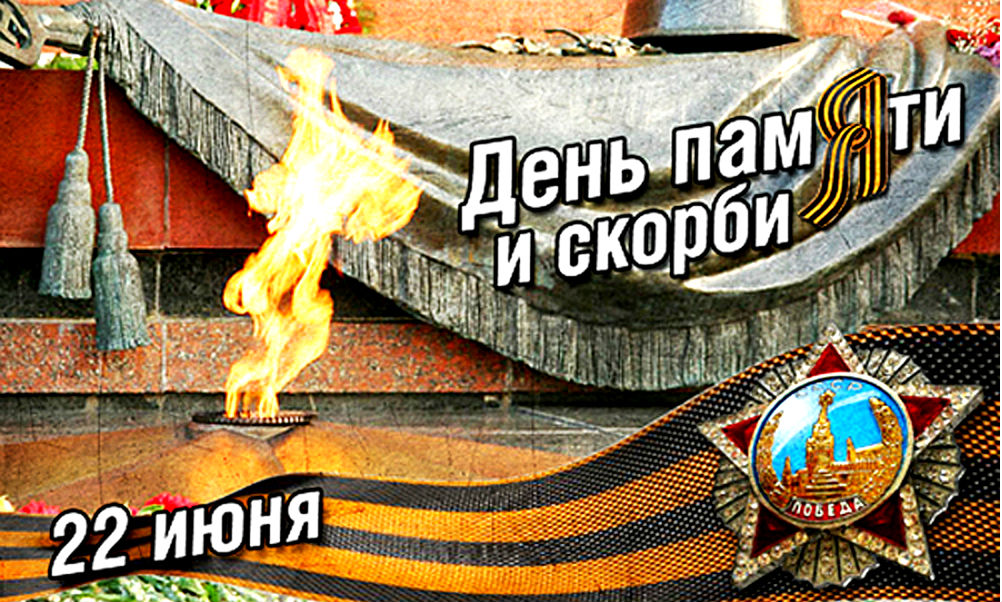 День памяти
и скорби
22 июня
СССР
ПОБЕДА